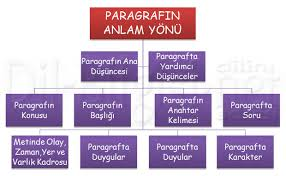 PARAGRAFIN
ANLAM YÖNÜ
Paragrafın Ana
Düşüncesi
Paragrafta
Yardımcı
Düşünceler
Paragrafın
Konusu
Paragrafın
Başlığı
Paragrafın
Anahtar
Kelimesi
Paragrafta
Soru
Metinde Olay,
Zaman,Yer ve
Varlık Kadrosu
Paragrafta
Duygular
Paragrafta
Duyular
Paragrafta
Karakter